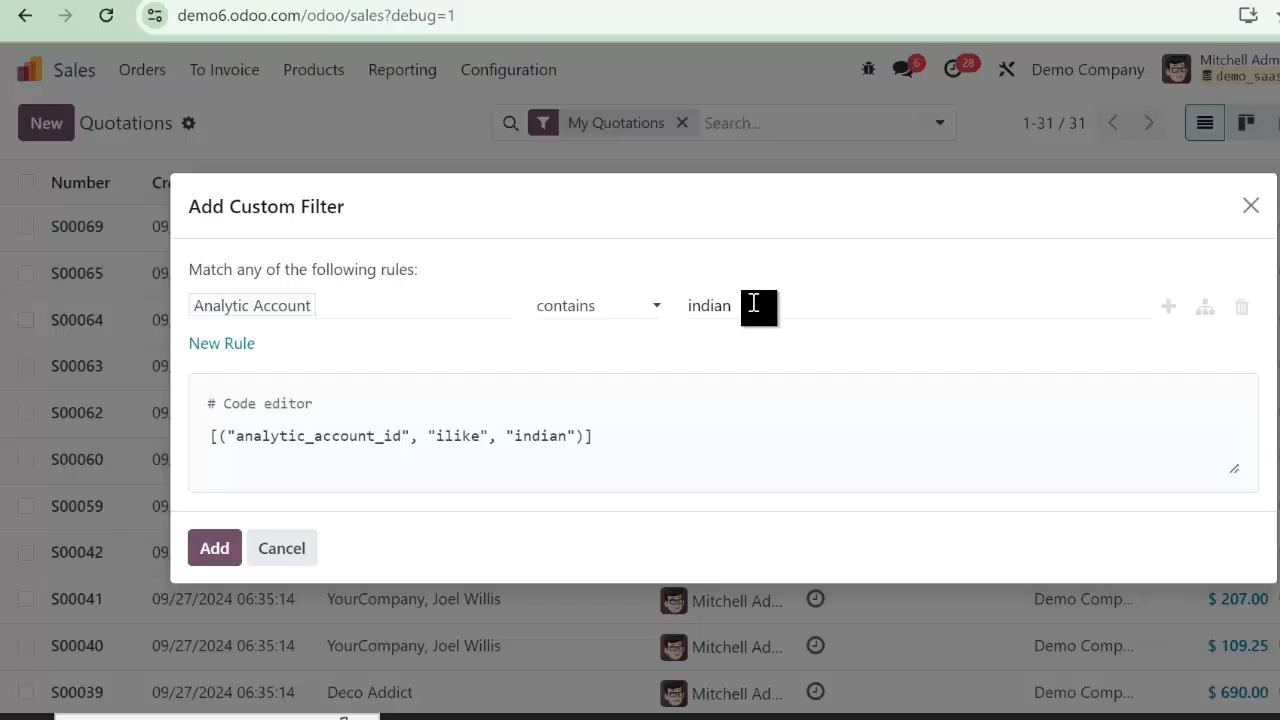 demo6.odoo.com/odoo/sales?debug=1
Sales Orders To Invoice Products Reporting Configuration 6 28 Demo Company Mitchell Adm
demo_saas
New Quotations My Quotations Search... 1-31 / 31
Number
Add Custom Filter
S00069 09
Match any of the following rules:
S00065 09
Analytic Account contains indian
S00064 09
New Rule
S00063 09
# Code editor
S00062 09
[("analytic_account_id", "ilike", "indian")]
S00060 09
S00059 09
Add Cancel
S00042 09
S00041 09/27/2024 06:35:14 YourCompany, Joel Willis Mitchell Ad... Demo Comp... $ 207.00
S00040 09/27/2024 06:35:14 YourCompany, Joel Willis Mitchell Ad... Demo Comp... $ 109.25
S00039 09/27/2024 06:35:14 Deco Addict Mitchell Ad... Demo Comp... $ 690.00